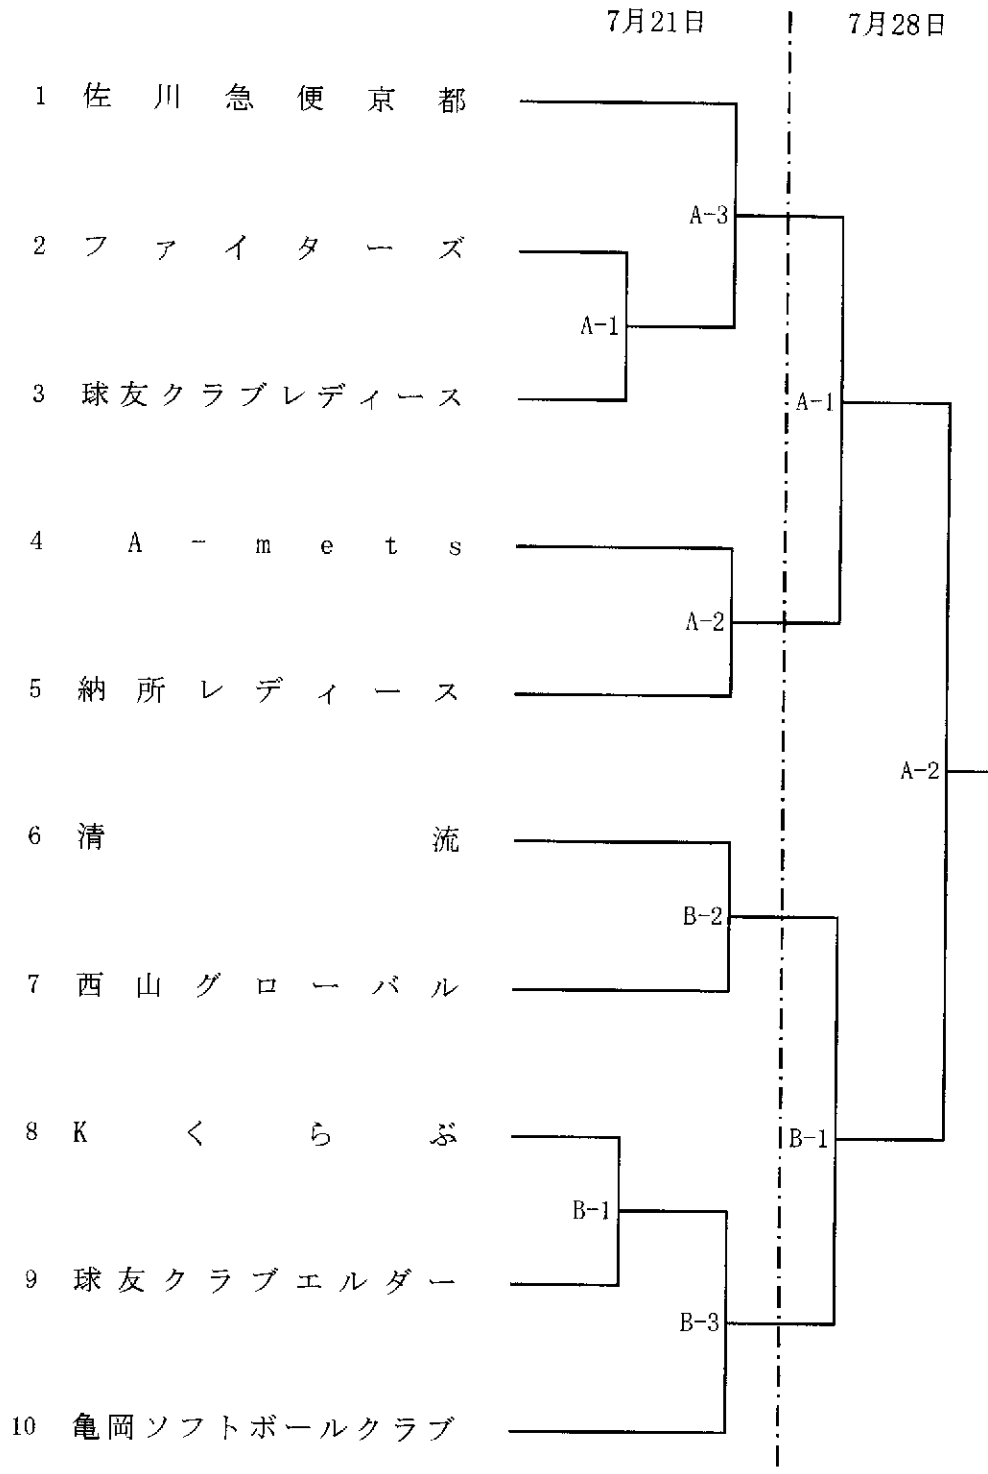 7月21日 7月28日
1 佐川急便京都
A-3
2 ファイターズ
A-1
3 球友クラブレディース
A-1
4 A-mets
A-2
5 納所レディース
A-2
6 清流
B-2
7 西山グローバル
8 Kくらぶ
B-1
B-1
9 球友クラブエルダー
B-3
10 亀岡ソフトボールクラブ